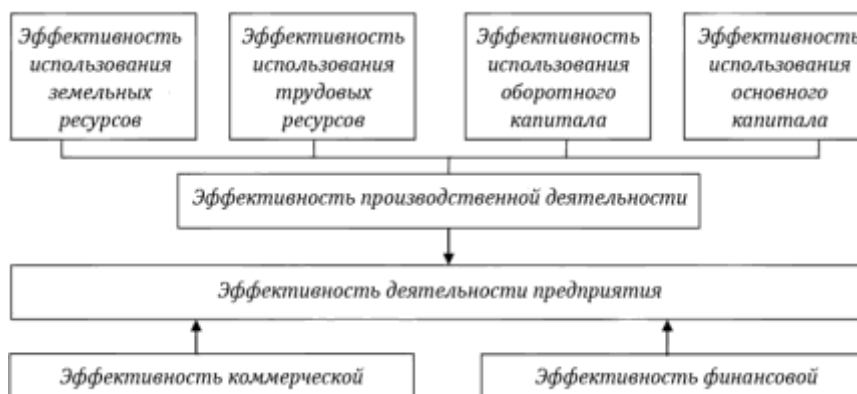 Эффективность
использования
земельных
ресурсов
Эффективность
использования
трудовых
ресурсов
Эффективность
использования
оборотного
капитала
Эффективность
использования
основного
капитала
Эффективность производственной деятельности
Эффективность деятельности предприятия
Эффективность коммерческой
Эффективность финансовой